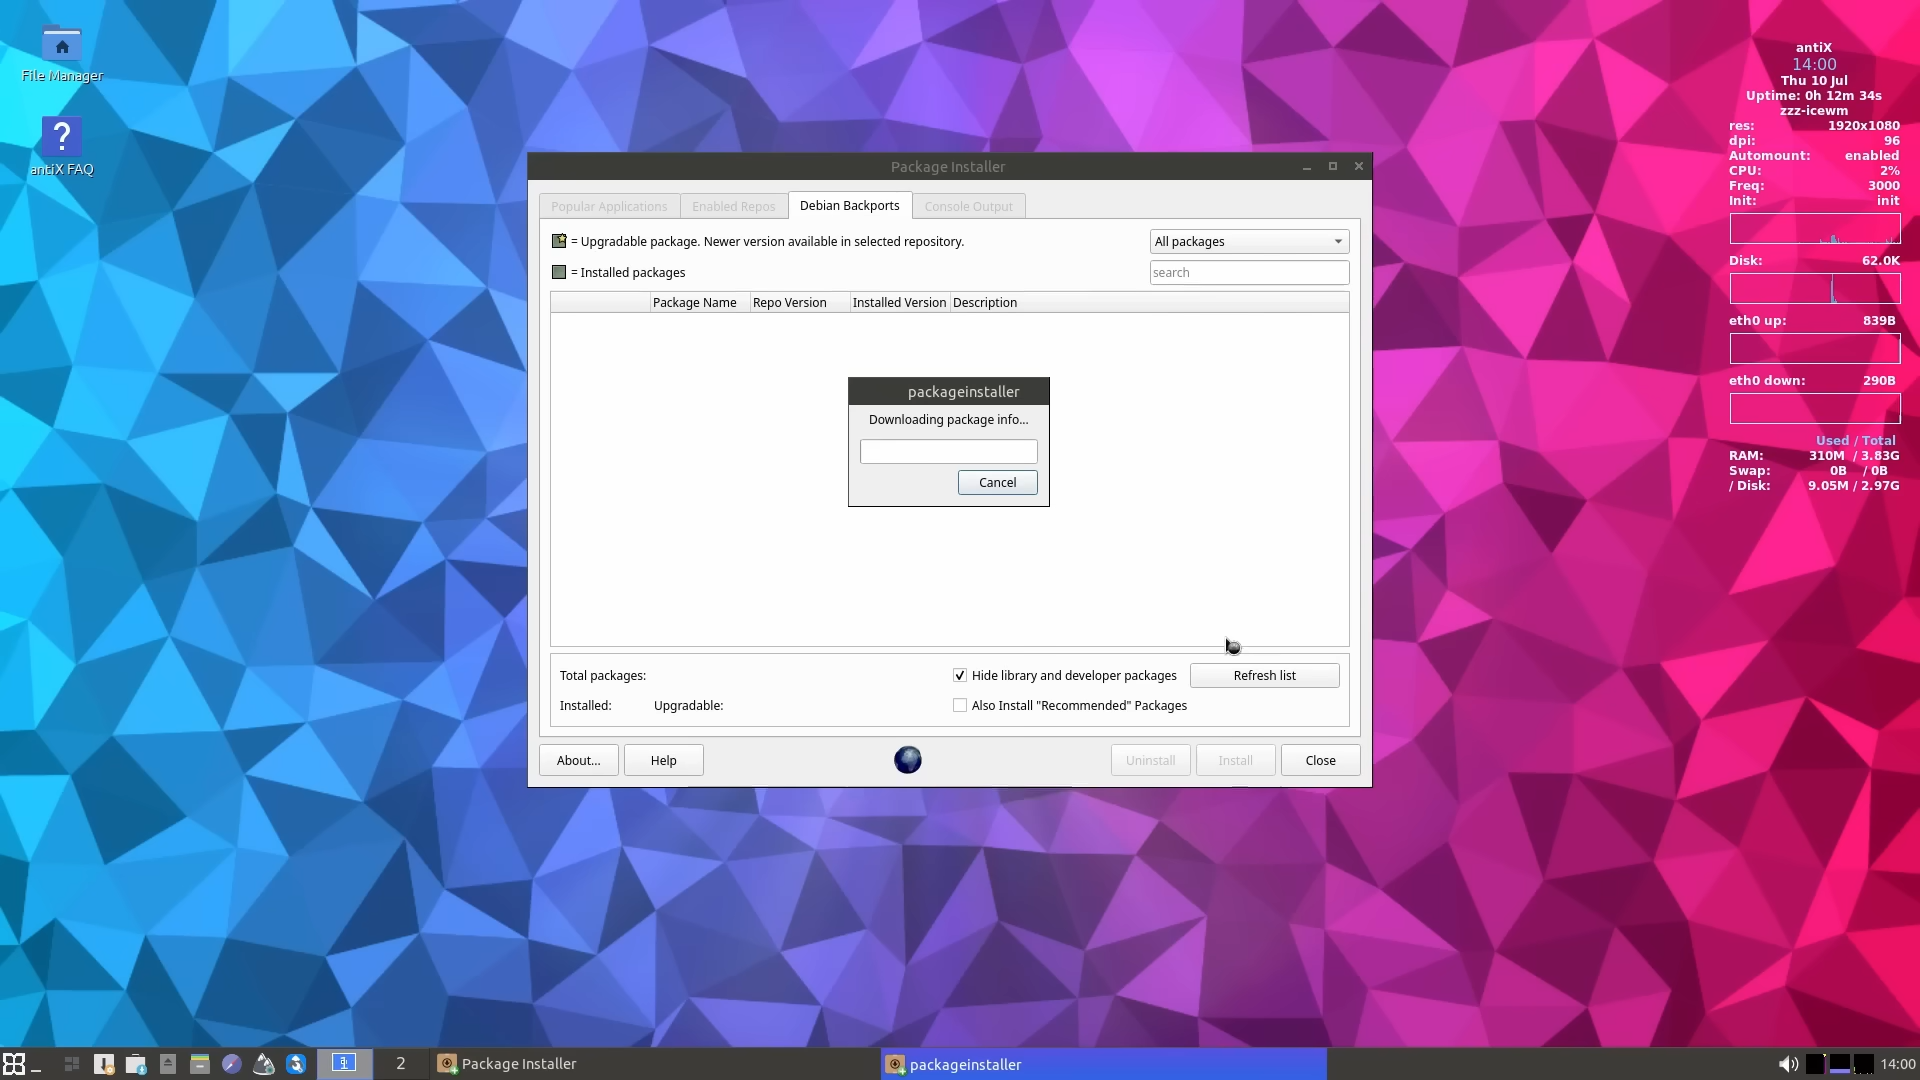 File Manager
antiX FAQ
Package Installer
Popular Applications
Enabled Repos
Debian Backports
Console Output
= Upgradable package. Newer version available in selected repository.
All packages
= Installed packages
search
Package Name
Repo Version
Installed Version
Description
packageinstaller
Downloading package info...
Cancel
Total packages:
Hide library and developer packages
Refresh list
Installed:
Upgradable:
Also Install "Recommended" Packages
About...
Help
Uninstall
Install
Close
antiX
14:00
Thu 10 Jul
Uptime: 0h 12m 34s
zzz-icewm
res: 1920x1080
dpi: 96
Automount: enabled
CPU: 2%
Freq: 3000
Init: init
Disk: 62.0K
eth0 up: 839B
eth0 down: 290B
Used / Total
RAM: 310M / 3.83G
Swap: 0B / 0B
/ Disk: 9.05M / 2.97G
1
2
Package Installer
packageinstaller
14:00